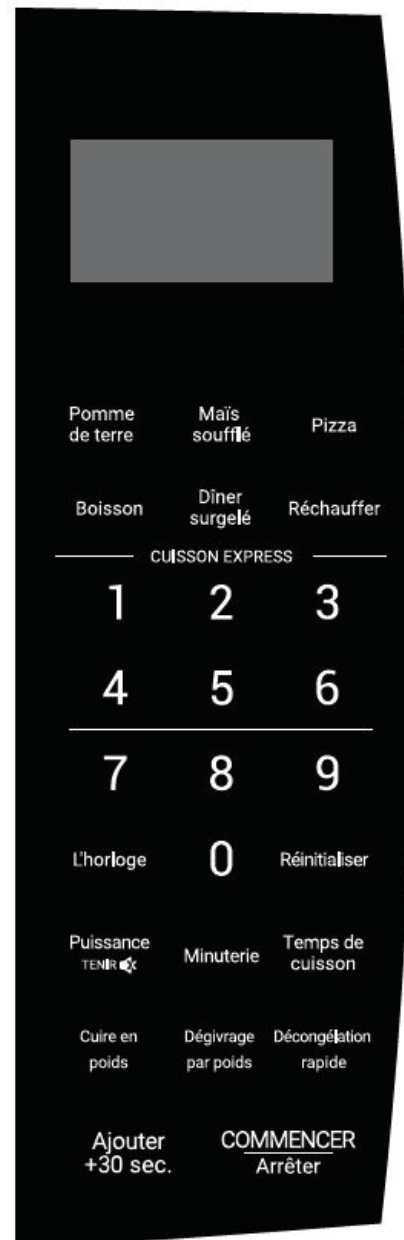 Pomme
de terre
Maïs
soufflé
Pizza
Boisson
Dîner
surgelé
Réchauffer
CUISSON EXPRESS
1 2 3
4 5 6
7 8 9
L'horloge 0 Réinitialiser
Puissance
TENIR
Minuterie
Temps de
cuisson
Cuire en
poids
Dégivrage
par poids
Décongélation
rapide
Ajouter
+30 sec.
COMMENCER
Arrêter